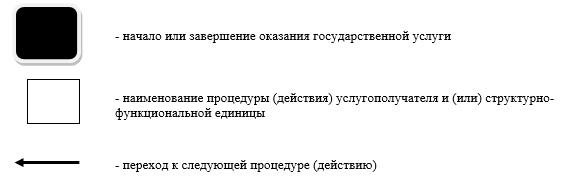 - начало или завершение оказания государственной услуги
- наименование процедуры (действия) услугополучателя и (или) структурно-
функциональной единицы
- переход к следующей процедуре (действию)